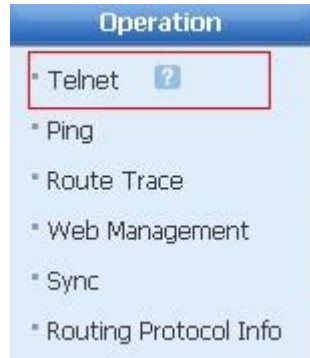 Operation
Telnet ?
Ping
Route Trace
Web Management
Sync
Routing Protocol Info